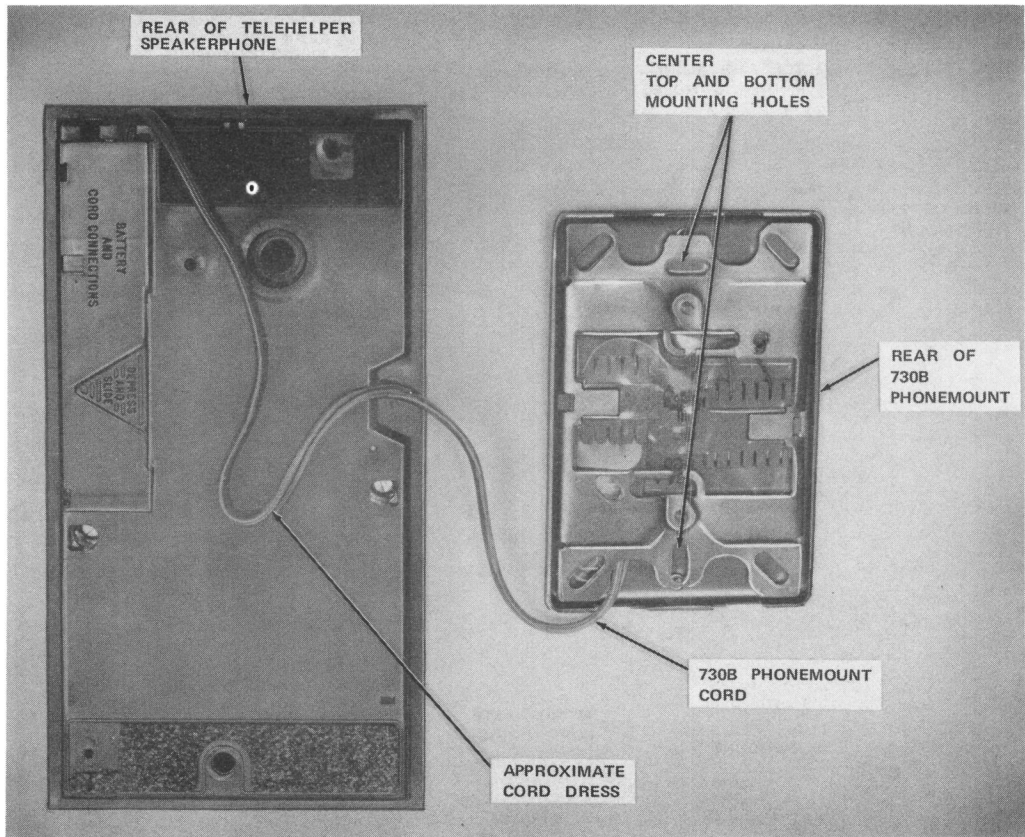 REAR OF TELEHELPER
SPEAKERPHONE
CENTER
TOP AND BOTTOM
MOUNTING HOLES
BATTERY
AND
CORD CONNECTIONS
DEPRESS
AND
SLIDE
REAR OF
730B
PHONEMOUNT
730B PHONEMOUNT
CORD
APPROXIMATE
CORD DRESS